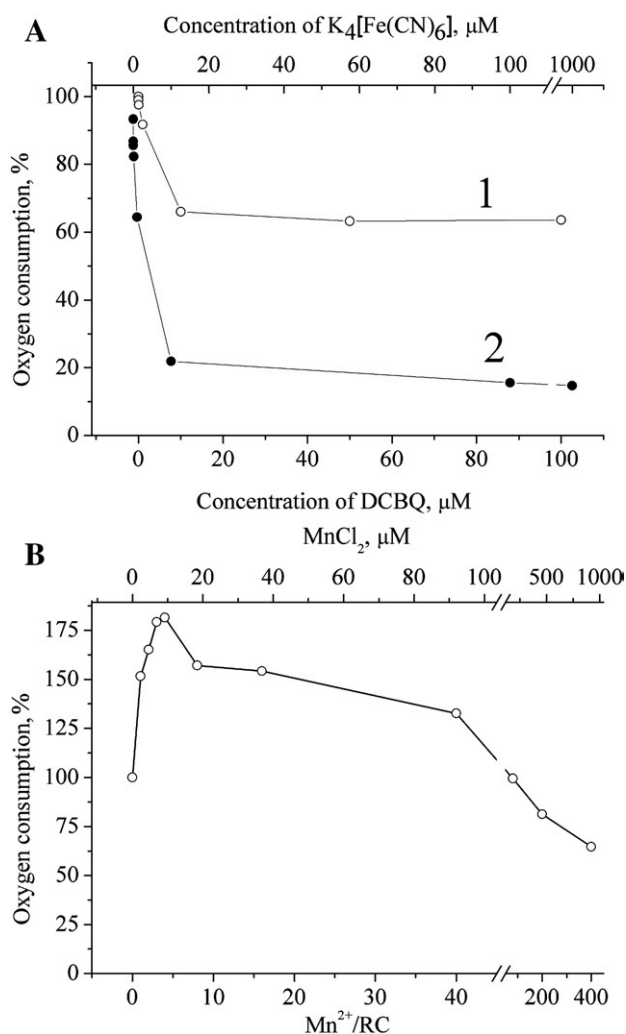 A
Concentration of K4[Fe(CN)6], μM
0 20 40 60 80 100 1000
100
80
60
40
20
0
Oxygen consumption, %
1
2
0 20 40 60 80 100
Concentration of DCBQ, μM
B
MnCl2, μM
0 20 40 60 80 100 500 1000
175
150
125
100
75
50
25
0
Oxygen consumption, %
0 10 20 30 40 200 400
Mn2+/RC